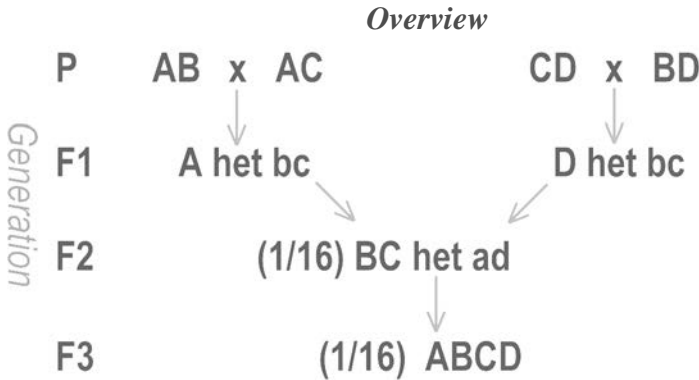 Overview
P AB x AC CD x BD
Generation
F1 A het bc D het bc
F2 (1/16) BC het ad
F3 (1/16) ABCD